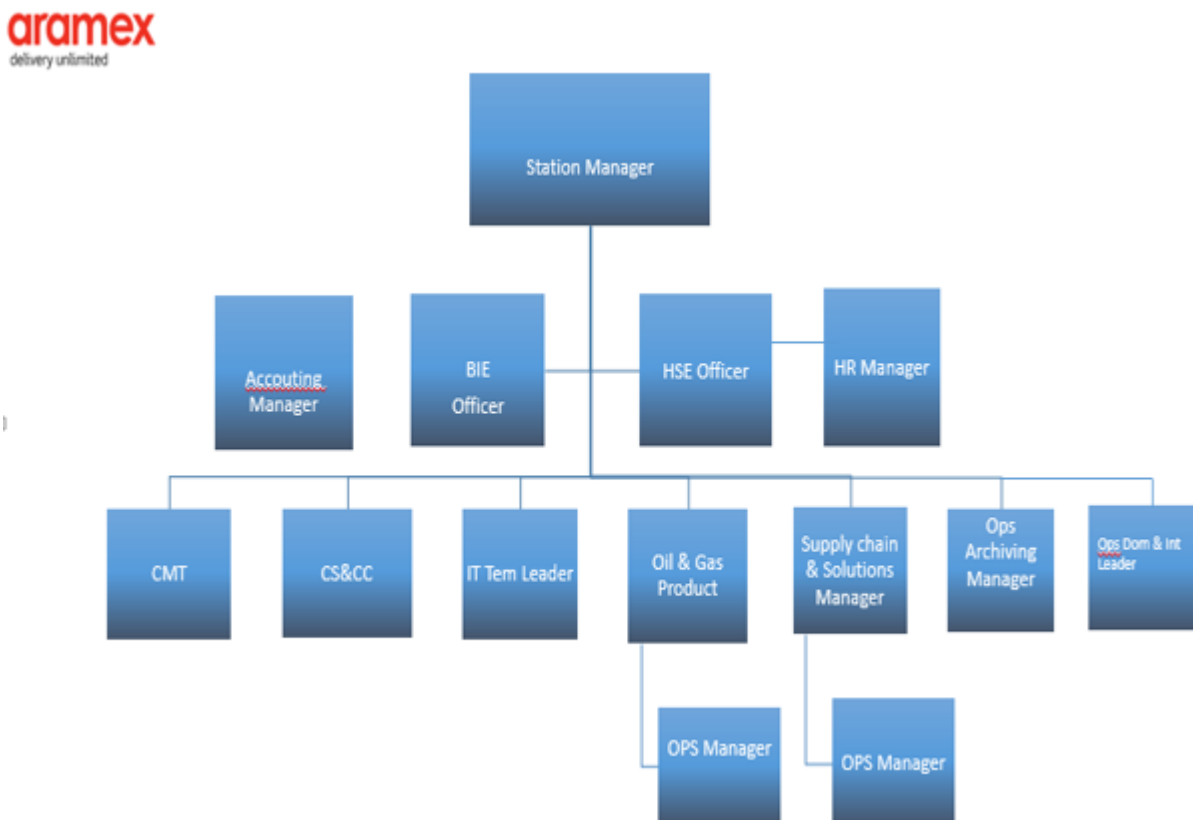 aramex
delivery unlimited
Station Manager
Accouting
Manager
BIE
Officer
HSE Officer
HR Manager
CMT
CS&CC
IT Tem Leader
Oil & Gas
Product
Supply chain
& Solutions
Manager
Ops
Archiving
Manager
Ops Dom & Int
Leader
OPS Manager
OPS Manager